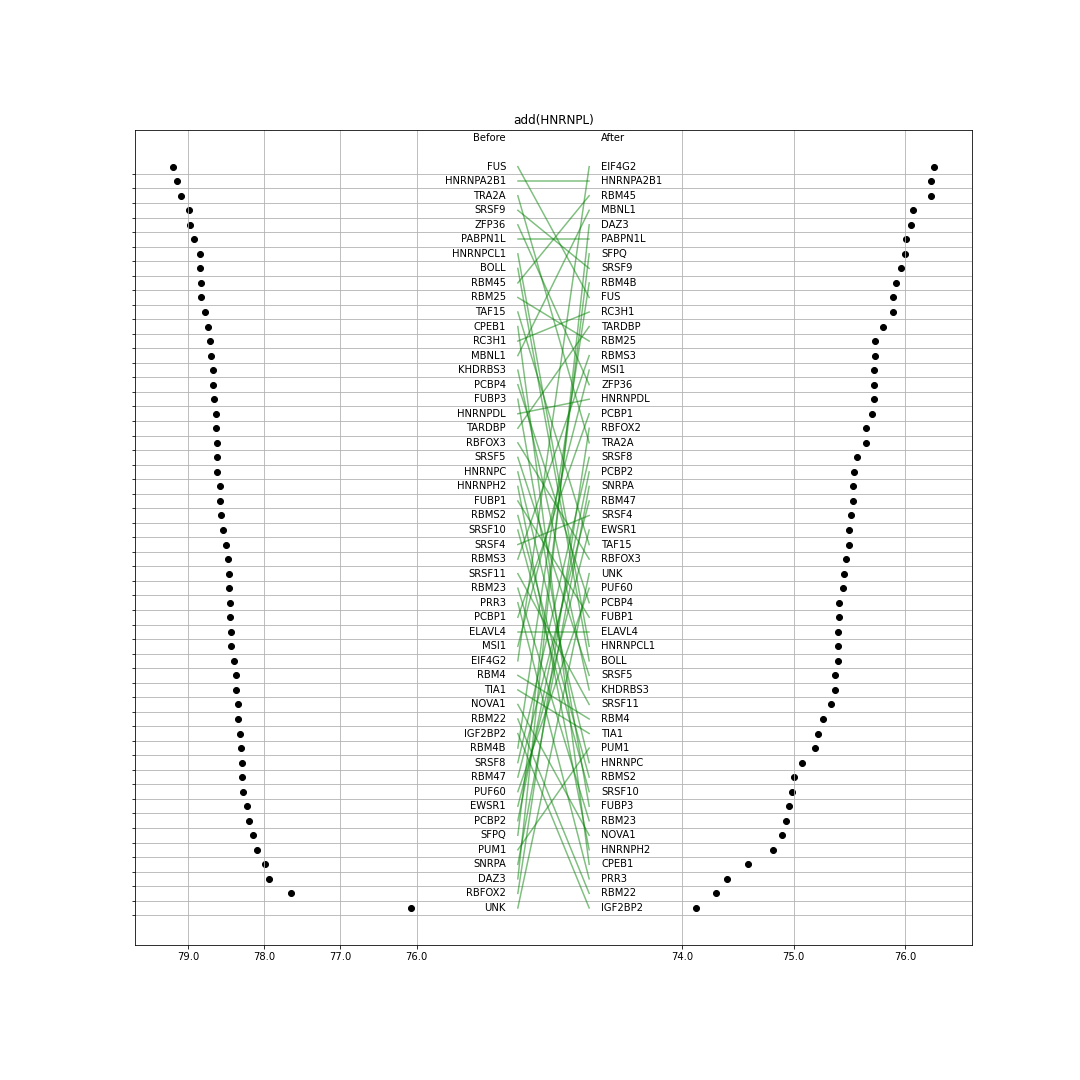 add(HNRNPL)
Before After
FUS EIF4G2
HNRNPA2B1 HNRNPA2B1
TRA2A RBM45
SRSF9 MBNL1
ZFP36 DAZ3
PABPN1L PABPN1L
HNRNPCL1 SFPQ
BOLL SRSF9
RBM45 RBM4B
RBM25 FUS
TAF15 RC3H1
CPEB1 TARDBP
RC3H1 RBM25
MBNL1 RBMS3
KHDRBS3 MSI1
PCBP4 ZFP36
FUBP3 HNRNPDL
HNRNPDL PCBP1
TARDBP RBFOX2
RBFOX3 TRA2A
SRSF5 SRSF8
HNRNPC PCBP2
HNRNPH2 SNRPA
FUBP1 RBM47
RBMS2 SRSF4
SRSF10 EWSR1
SRSF4 TAF15
RBMS3 RBFOX3
SRSF11 UNK
RBM23 PUF60
PRR3 PCBP4
PCBP1 FUBP1
ELAVL4 ELAVL4
MSI1 HNRNPCL1
EIF4G2 BOLL
RBM4 SRSF5
TIA1 KHDRBS3
NOVA1 SRSF11
RBM22 RBM4
IGF2BP2 TIA1
RBM4B PUM1
SRSF8 HNRNPC
RBM47 RBMS2
PUF60 SRSF10
EWSR1 FUBP3
PCBP2 RBM23
SFPQ NOVA1
PUM1 HNRNPH2
SNRPA CPEB1
DAZ3 PRR3
RBFOX2 RBM22
UNK IGF2BP2
79.0 78.0 77.0 76.0 74.0 75.0 76.0